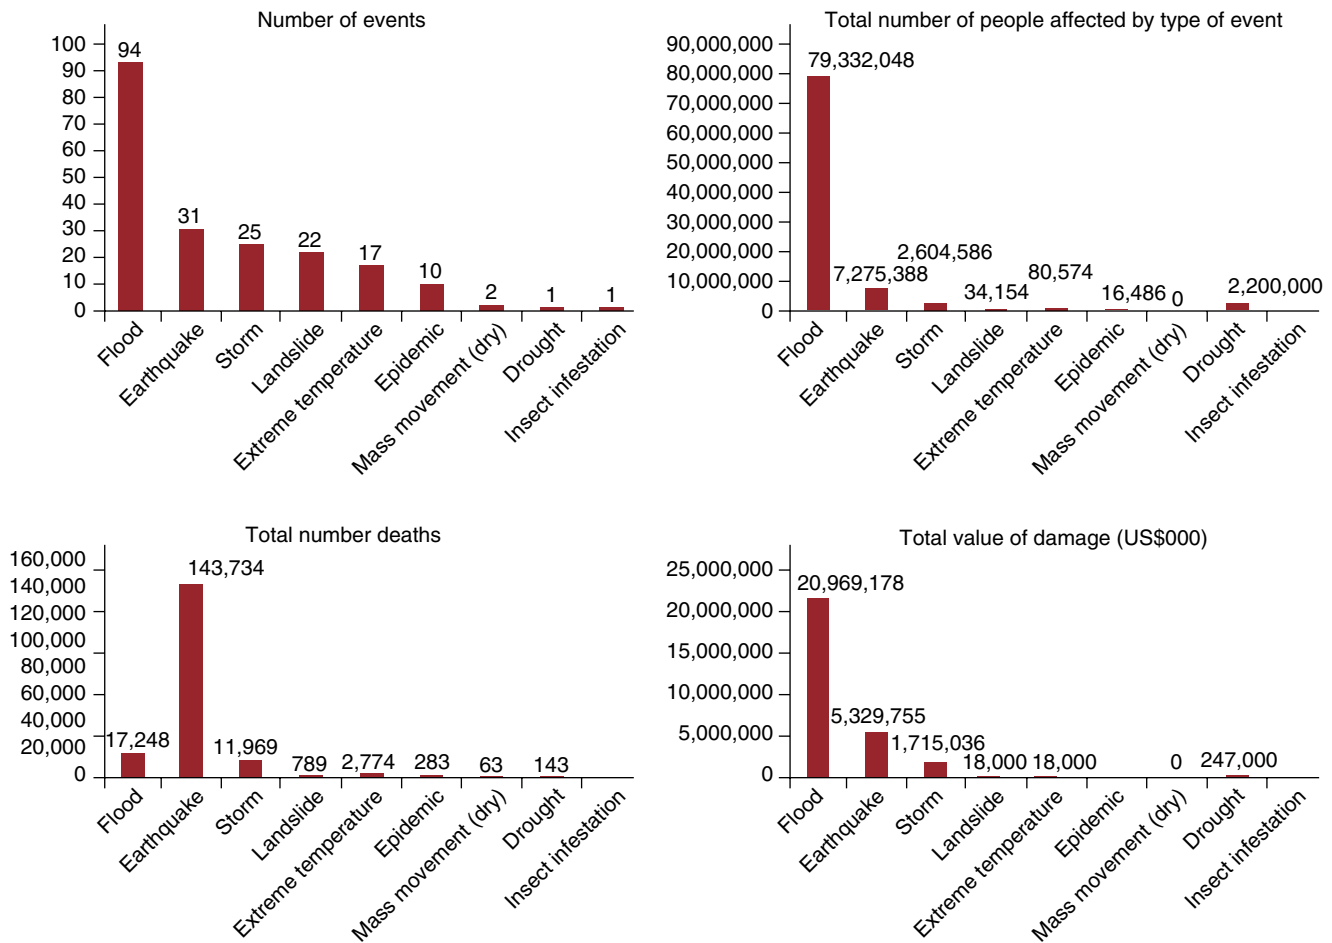 Number of events
100
90
80
70
60
50
40
30
20
10
0
94
31
25
22
17
10
2
1
1
Flood
Earthquake
Storm
Landslide
Extreme temperature
Epidemic
Mass movement (dry)
Drought
Insect infestation
Total number of people affected by type of event
90,000,000
80,000,000
70,000,000
60,000,000
50,000,000
40,000,000
30,000,000
20,000,000
10,000,000
0
79,332,048
7,275,388
2,604,586
34,154
80,574
16,486
0
2,200,000
Flood
Earthquake
Storm
Landslide
Extreme temperature
Epidemic
Mass movement (dry)
Drought
Insect infestation
Total number deaths
160,000
140,000
120,000
100,000
80,000
60,000
40,000
20,000
0
17,248
143,734
11,969
789
2,774
283
63
143
Flood
Earthquake
Storm
Landslide
Extreme temperature
Epidemic
Mass movement (dry)
Drought
Insect infestation
Total value of damage (US$000)
25,000,000
20,000,000
15,000,000
10,000,000
5,000,000
0
20,969,178
5,329,755
1,715,036
18,000
18,000
0
247,000
Flood
Earthquake
Storm
Landslide
Extreme temperature
Epidemic
Mass movement (dry)
Drought
Insect infestation